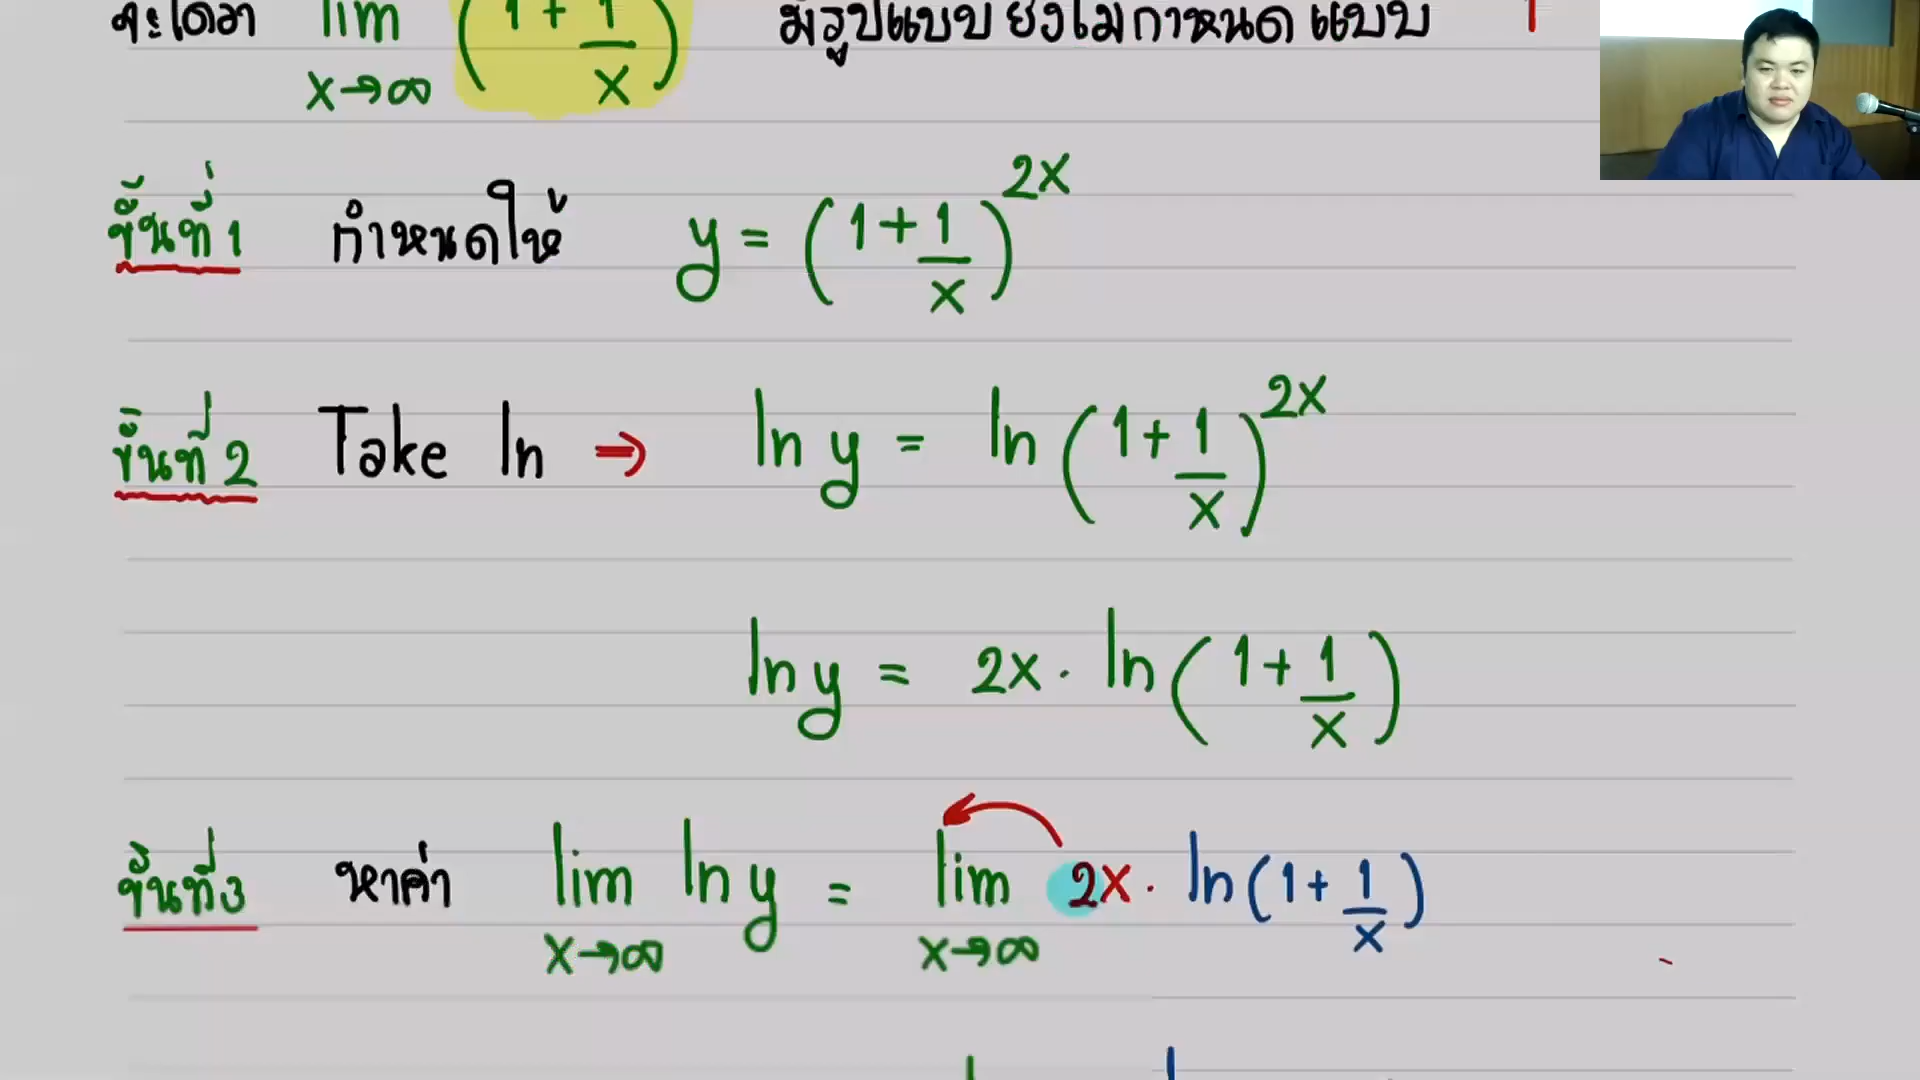 จะได้ว่า lim x→∞ (1 + 1/x) มีรูปแบบ ยังไม่กำหนด แบบ 1
ขั้นที่ 1 กำหนดให้ y = (1 + 1/x)^2x
ขั้นที่ 2 Take ln ⇒ ln y = ln (1 + 1/x)^2x
ln y = 2x · ln (1 + 1/x)
ขั้นที่ 3 หาค่า lim x→∞ ln y = lim x→∞ 2x · ln (1 + 1/x)